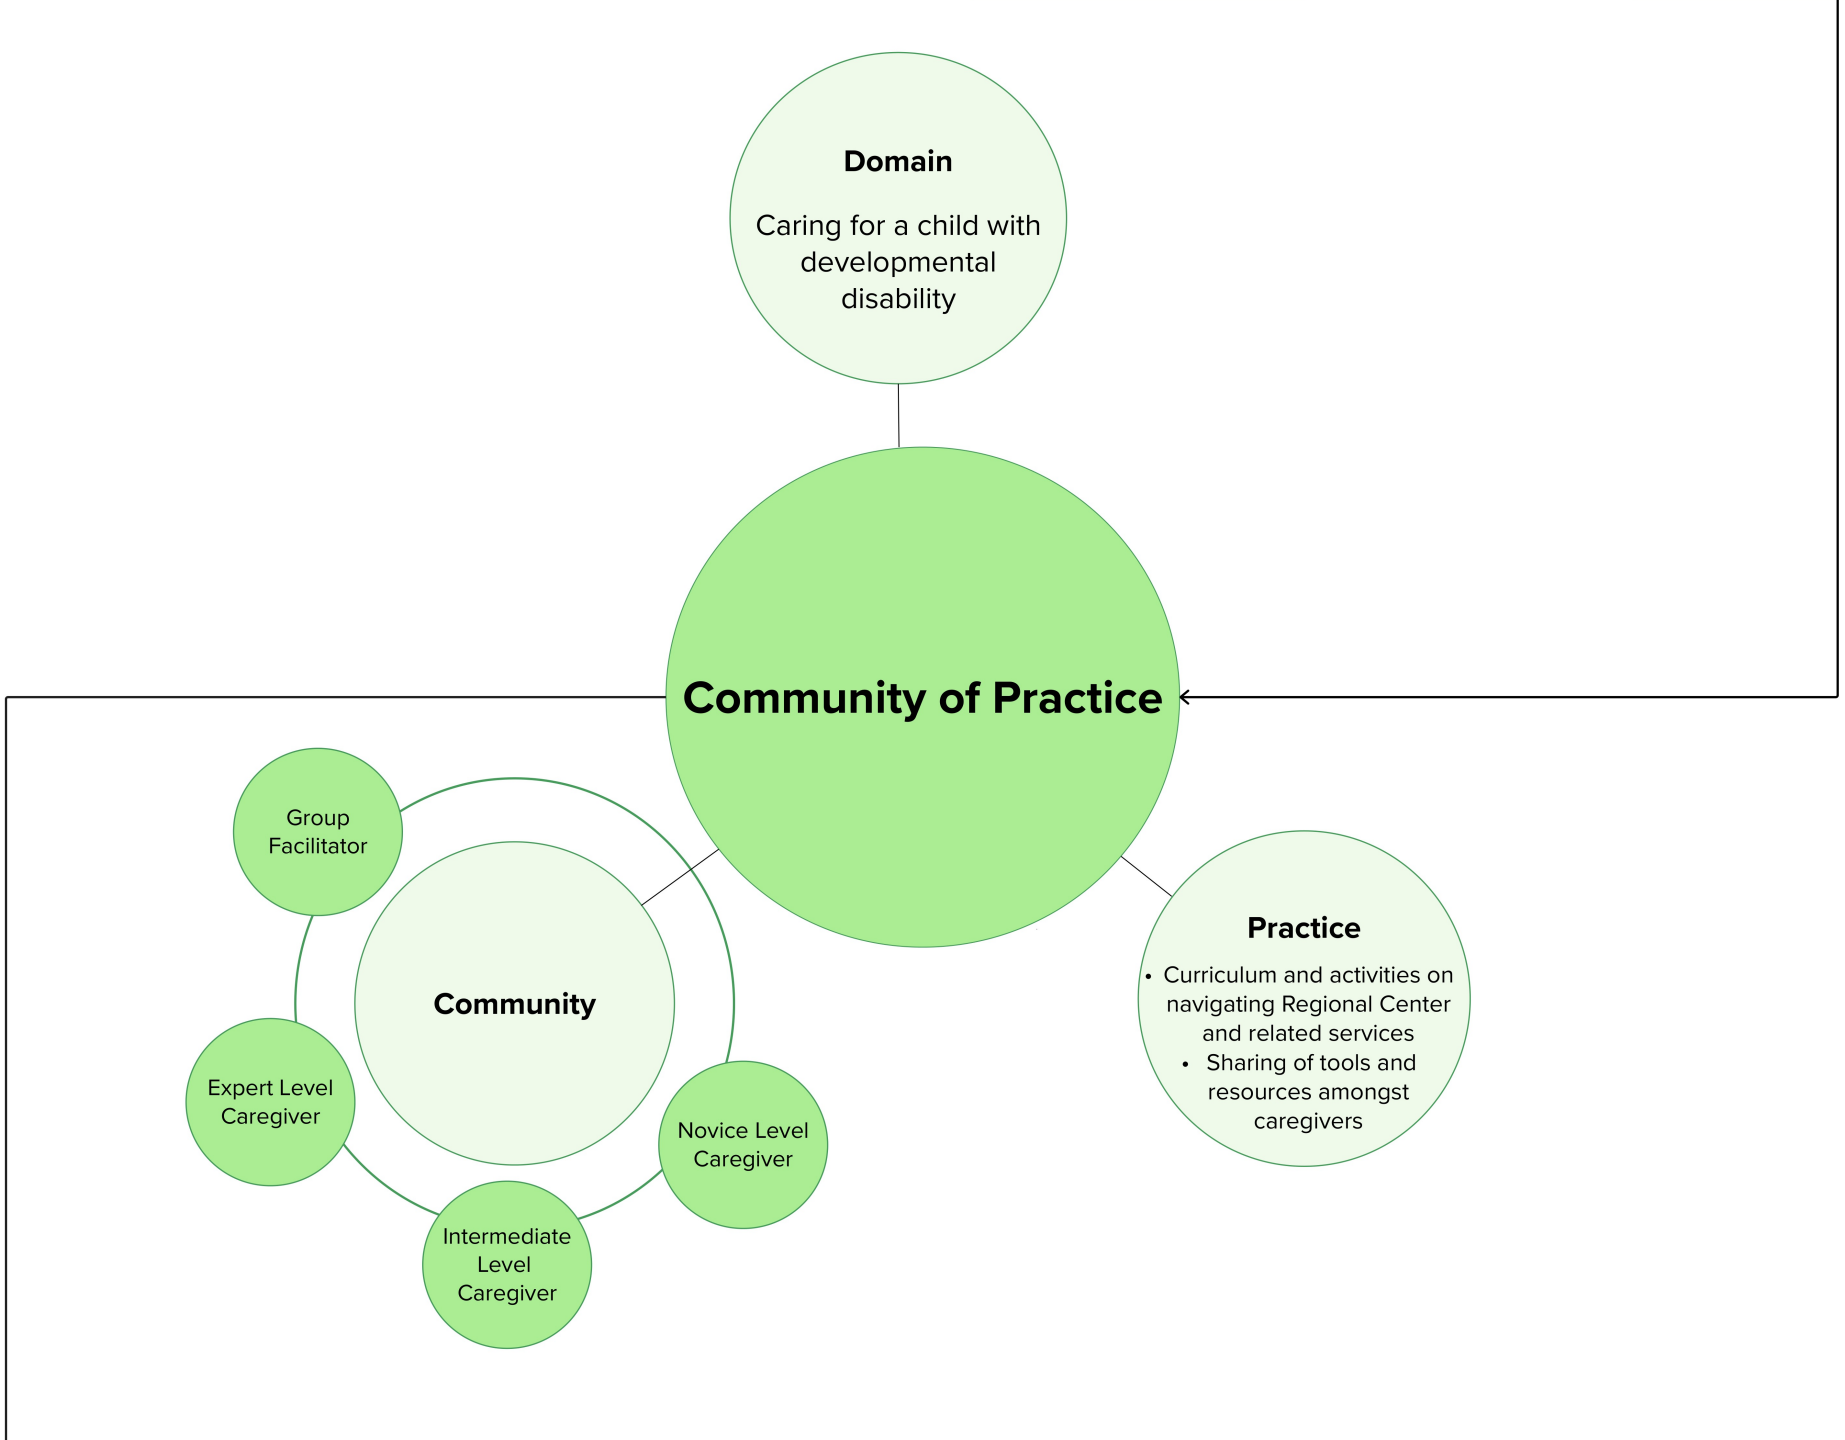 Domain
Caring for a child with
developmental
disability
Community of Practice
Group
Facilitator
Community
Expert Level
Caregiver
Intermediate
Level
Caregiver
Novice Level
Caregiver
Practice
• Curriculum and activities on
navigating Regional Center
and related services
• Sharing of tools and
resources amongst
caregivers